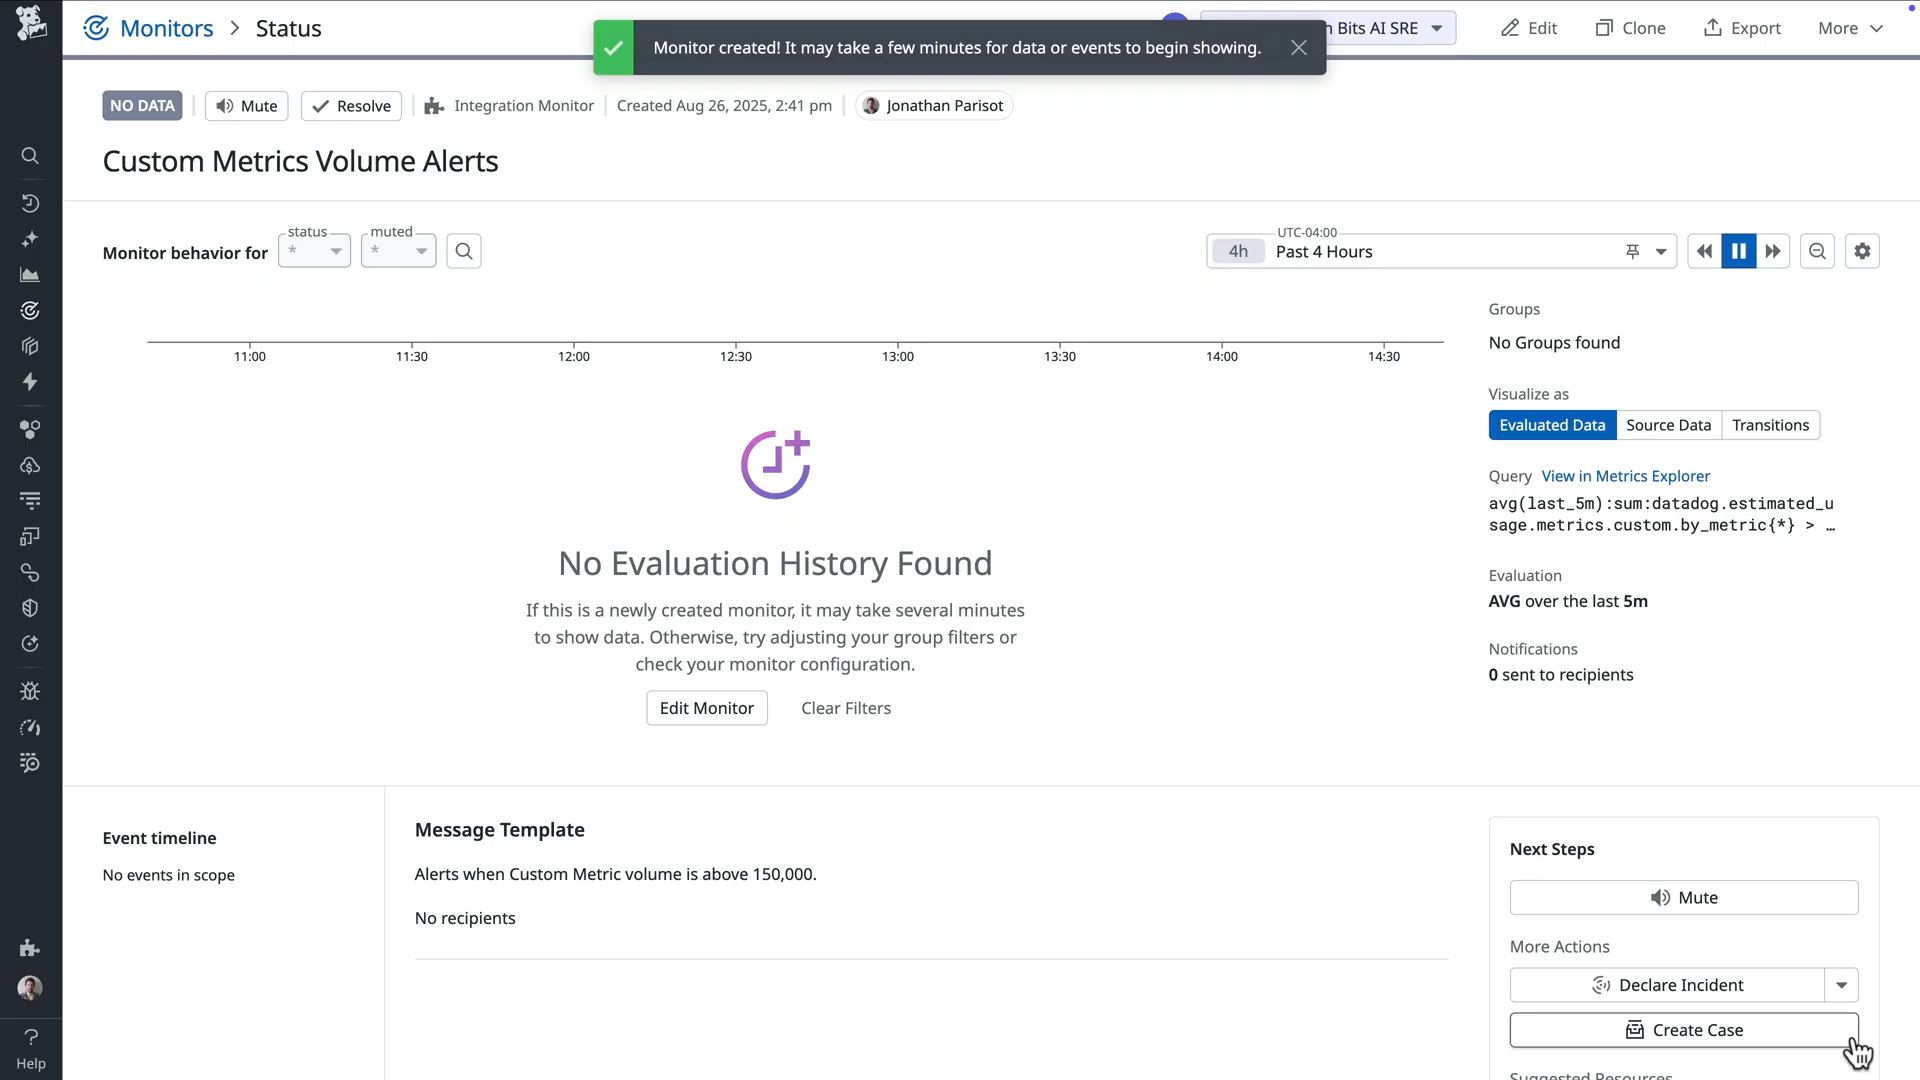 Monitors > Status
Monitor created! It may take a few minutes for data or events to begin showing.
Bits AI SRE
Edit
Clone
Export
More
NO DATA
Mute
Resolve
Integration Monitor
Created Aug 26, 2025, 2:41 pm
Jonathan Parisot
Custom Metrics Volume Alerts
Monitor behavior for
status
*
muted
*
UTC-04:00
4h Past 4 Hours
11:00 11:30 12:00 12:30 13:00 13:30 14:00 14:30
No Evaluation History Found
If this is a newly created monitor, it may take several minutes
to show data. Otherwise, try adjusting your group filters or
check your monitor configuration.
Edit Monitor
Clear Filters
Groups
No Groups found
Visualize as
Evaluated Data Source Data Transitions
Query View in Metrics Explorer
avg(last_5m):sum:datadog.estimated_u
sage.metrics.custom.by_metric{*} > …
Evaluation
AVG over the last 5m
Notifications
0 sent to recipients
Event timeline
No events in scope
Message Template
Alerts when Custom Metric volume is above 150,000.
No recipients
Next Steps
Mute
More Actions
Declare Incident
Create Case
Suggested Resources
? Help